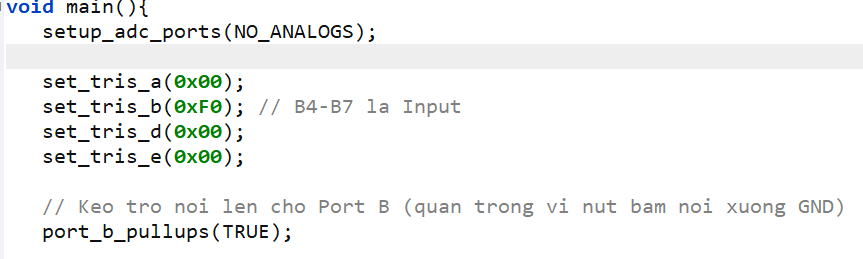 void main(){
setup_adc_ports(NO_ANALOGS);
set_tris_a(0x00);
set_tris_b(0xF0); // B4-B7 la Input
set_tris_d(0x00);
set_tris_e(0x00);
// Keo tro noi len cho Port B (quan trong vi nut bam noi xuong GND)
port_b_pullups(TRUE);